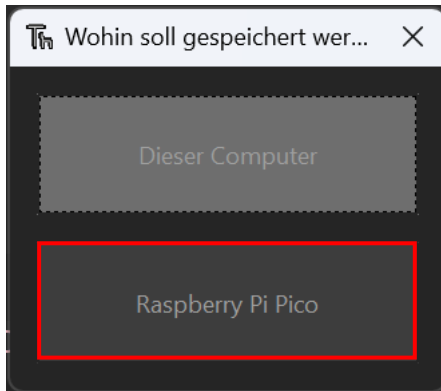 Wohin soll gespeichert wer...
Dieser Computer
Raspberry Pi Pico